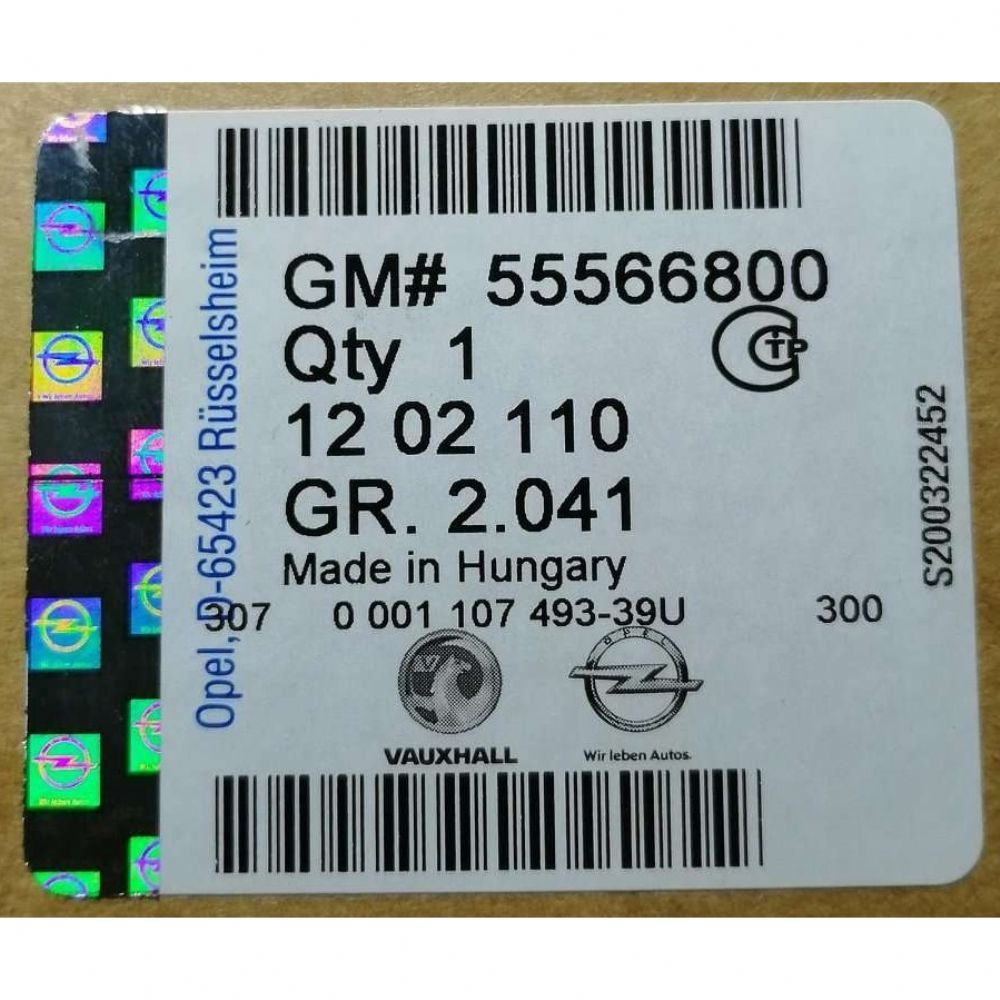 GM# 55566800
Qty 1
12 02 110
GR. 2.041
Made in Hungary
307 0 001 107 493-39U 300
VAUXHALL
OPEL
Wir leben Autos.
Opel, D-65423 Rüsselsheim
S200322452